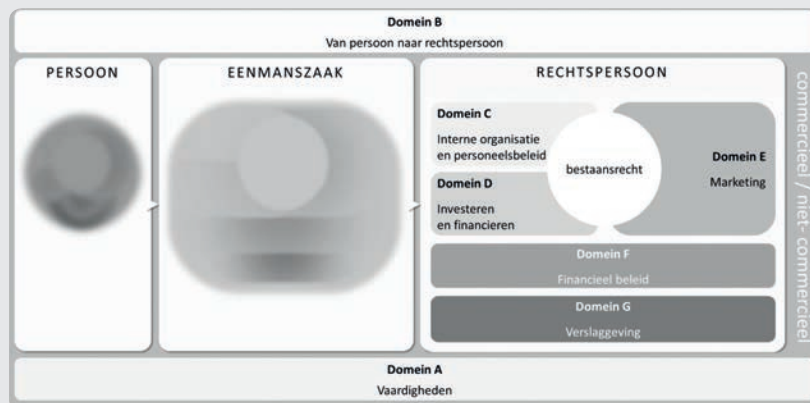 Domein B
Van persoon naar rechtspersoon
PERSOON
EENMANSZAAK
RECHTSPERSOON
Domein C
Interne organisatie
en personeelsbeleid
Domein D
Investeren
en financieren
bestaansrecht
Domein E
Marketing
Domein F
Financieel beleid
Domein G
Verslaggeving
commercieel / niet- commercieel
Domein A
Vaardigheden